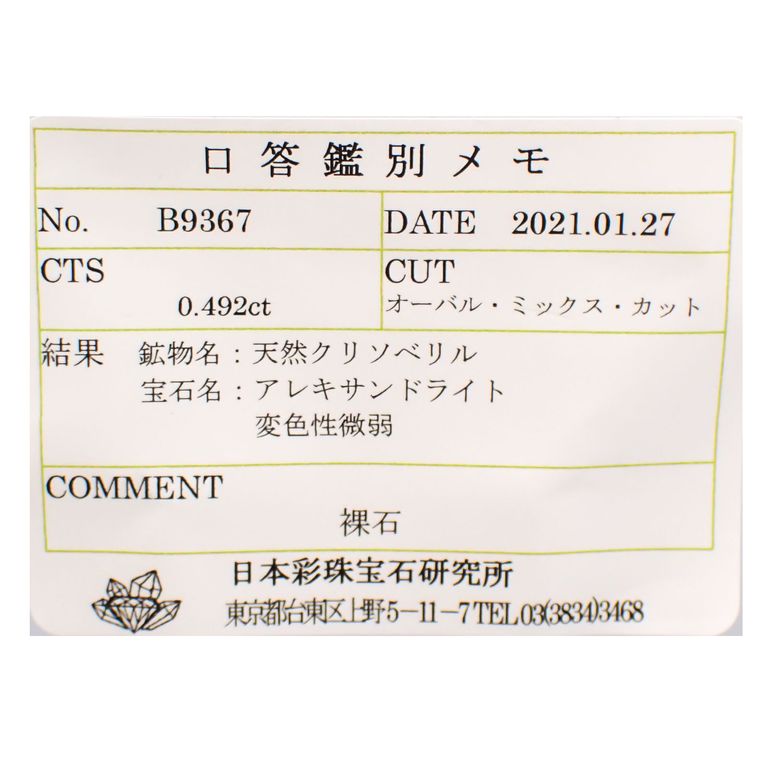 口答鑑別メモ
No. B9367 DATE 2021.01.27
CTS CUT
0.492ct オーバル・ミックス・カット
結果 鉱物名：天然クリソベリル
宝石名：アレキサンドライト
変色性微弱
COMMENT
裸石
日本彩珠宝石研究所
東京都台東区上野5－11－7 TEL 03(3834)3468